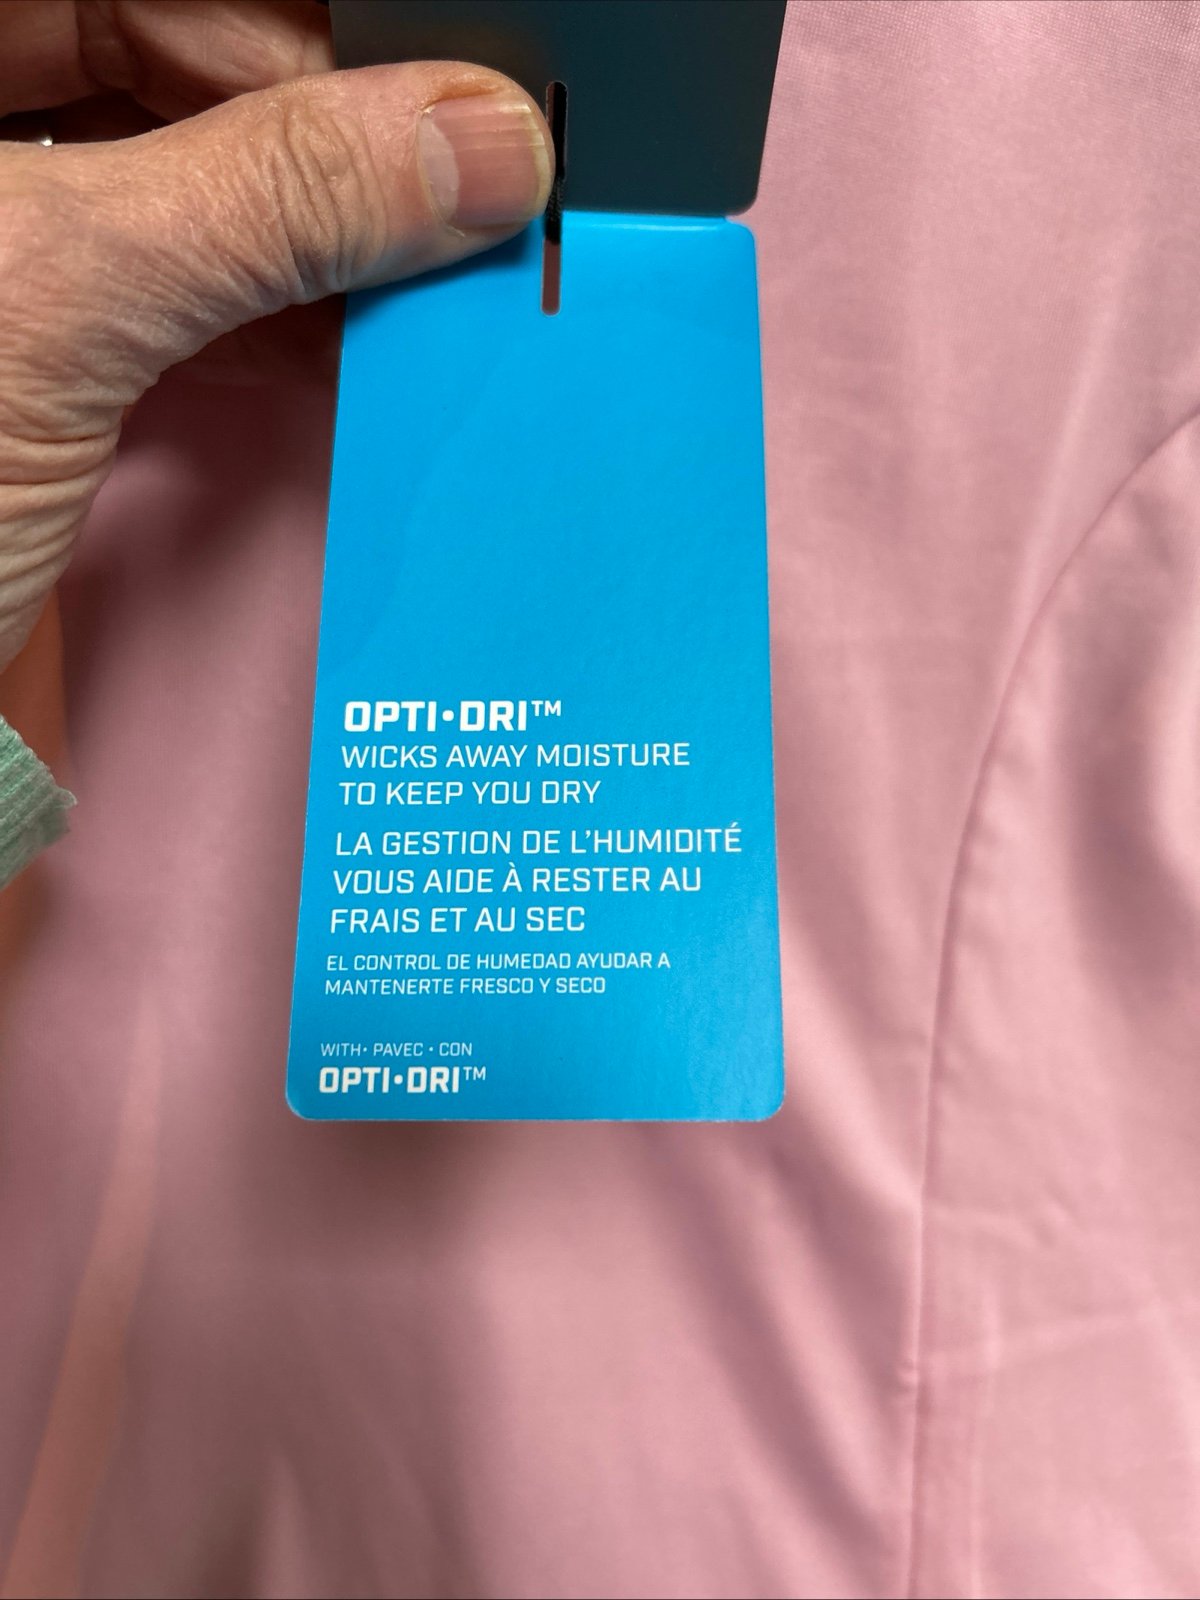 OPTI•DRI™
WICKS AWAY MOISTURE
TO KEEP YOU DRY
LA GESTION DE L'HUMIDITÉ
VOUS AIDE À RESTER AU
FRAIS ET AU SEC
EL CONTROL DE HUMEDAD AYUDAR A
MANTENERTE FRESCO Y SECO
WITH• PAVEC • CON
OPTI•DRI™